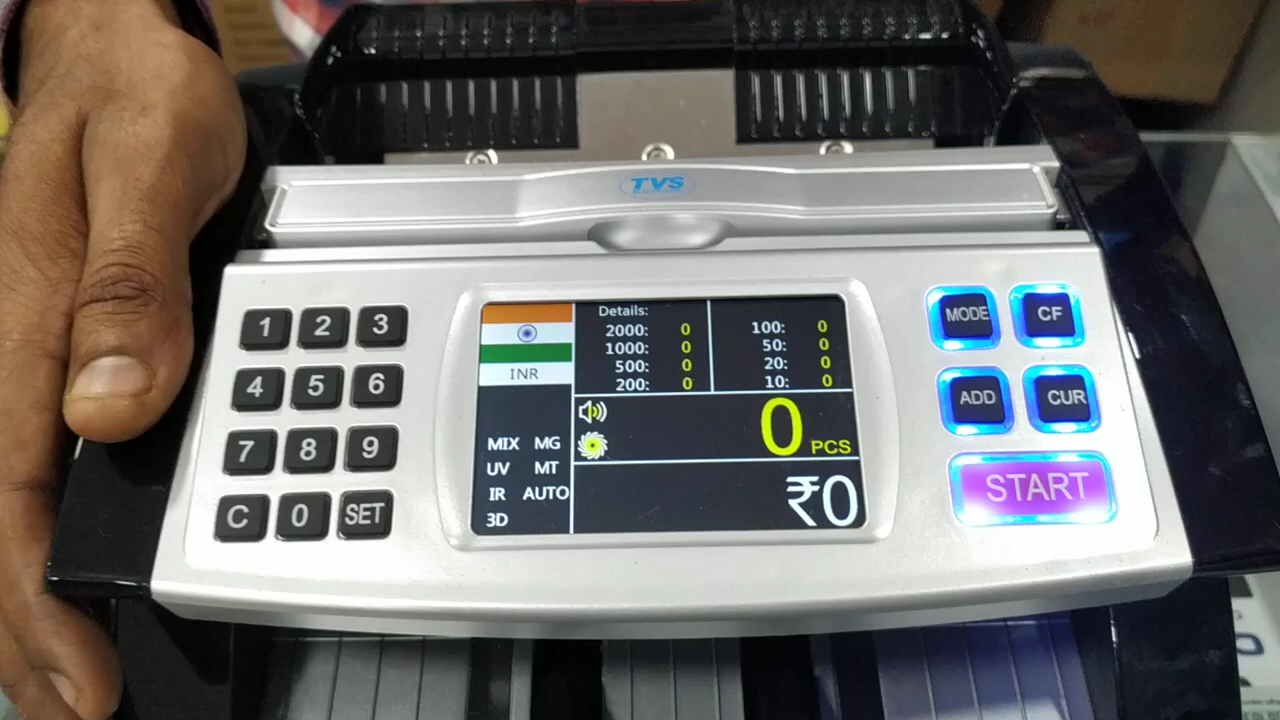 TVS
1 2 3
4 5 6
7 8 9
C 0 SET
INR
MIX MG
UV MT
IR AUTO
3D
Details:
2000: 0
1000: 0
500: 0
200: 0
100: 0
50: 0
20: 0
10: 0
0 PCS
₹0
MODE CF
ADD CUR
START